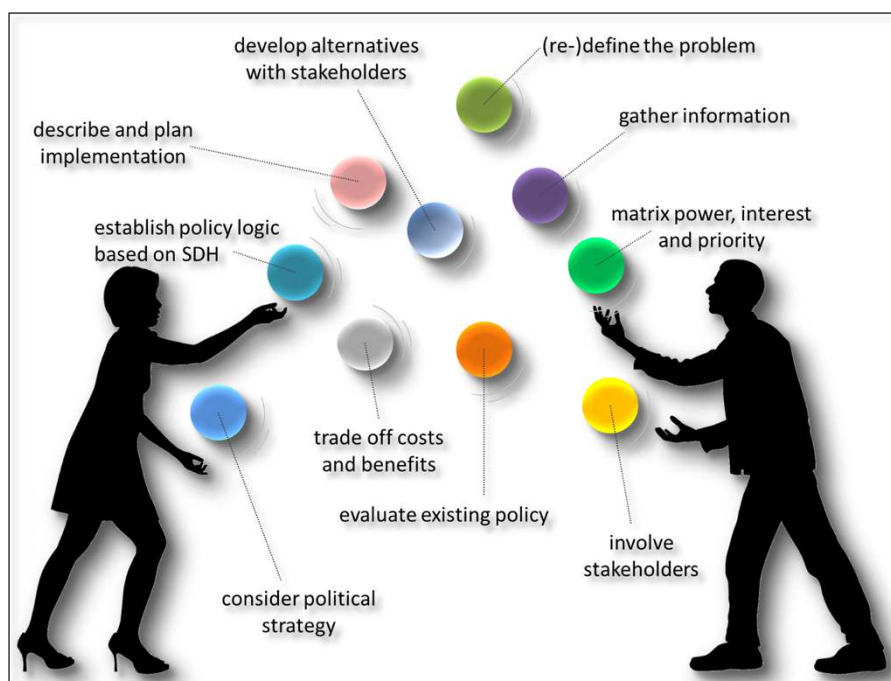 develop alternatives
with stakeholders
(re-)define the problem
gather information
describe and plan
implementation
matrix power, interest
and priority
establish policy logic
based on SDH
trade off costs
and benefits
evaluate existing policy
involve
stakeholders
consider political
strategy